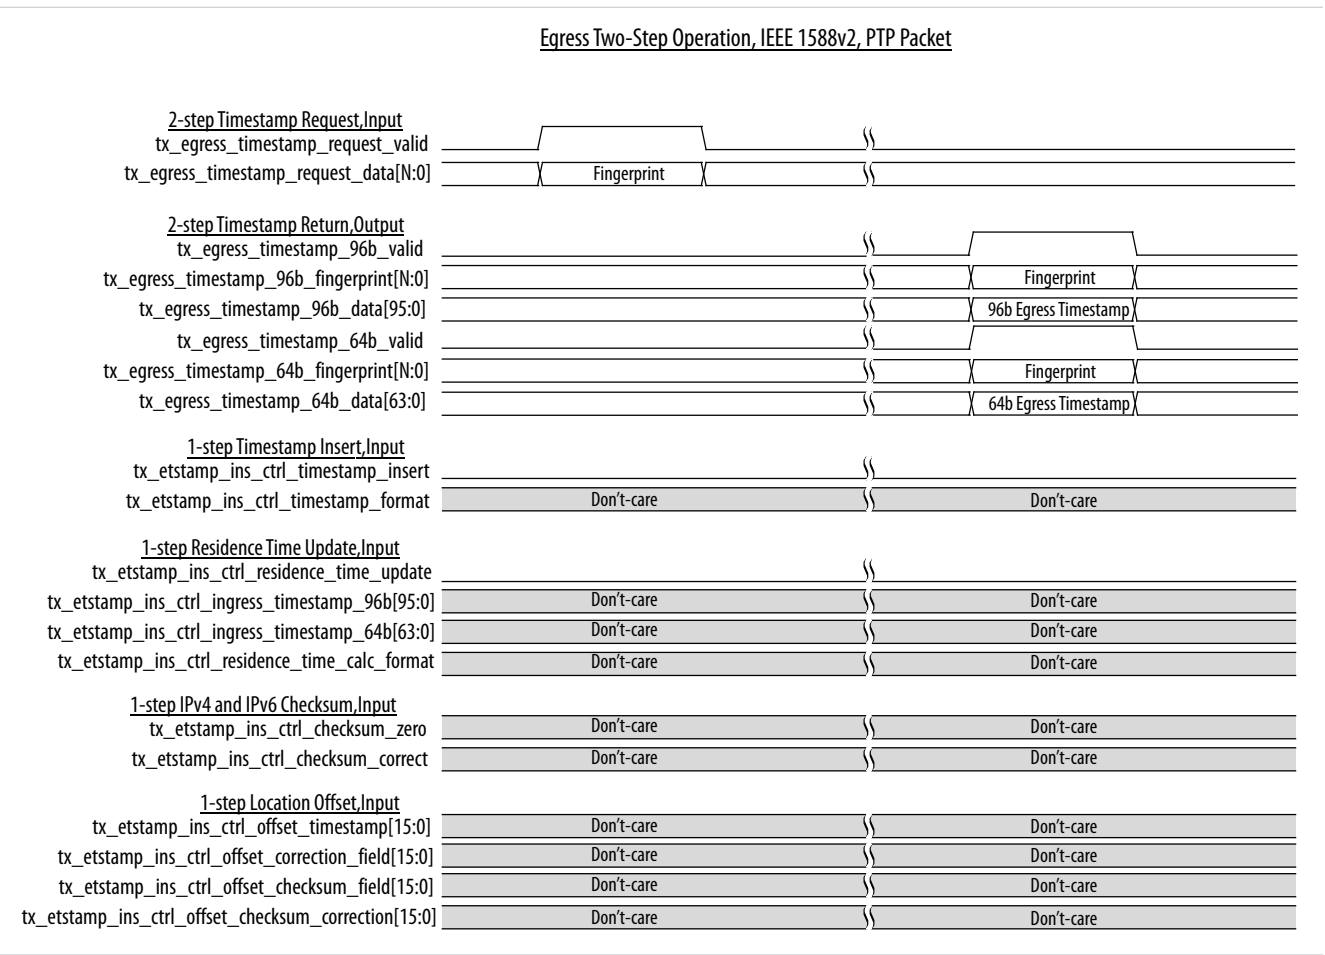 Egress Two-Step Operation, IEEE 1588v2, PTP Packet
2-step Timestamp Request,Input
tx_egress_timestamp_request_valid
tx_egress_timestamp_request_data[N:0] Fingerprint
2-step Timestamp Return,Output
tx_egress_timestamp_96b_valid
tx_egress_timestamp_96b_fingerprint[N:0] Fingerprint
tx_egress_timestamp_96b_data[95:0] 96b Egress Timestamp
tx_egress_timestamp_64b_valid
tx_egress_timestamp_64b_fingerprint[N:0] Fingerprint
tx_egress_timestamp_64b_data[63:0] 64b Egress Timestamp
1-step Timestamp Insert,Input
tx_etstamp_ins_ctrl_timestamp_insert
tx_etstamp_ins_ctrl_timestamp_format Don't-care Don't-care
1-step Residence Time Update,Input
tx_etstamp_ins_ctrl_residence_time_update
tx_etstamp_ins_ctrl_ingress_timestamp_96b[95:0] Don't-care Don't-care
tx_etstamp_ins_ctrl_ingress_timestamp_64b[63:0] Don't-care Don't-care
tx_etstamp_ins_ctrl_residence_time_calc_format Don't-care Don't-care
1-step IPv4 and IPv6 Checksum,Input
tx_etstamp_ins_ctrl_checksum_zero Don't-care Don't-care
tx_etstamp_ins_ctrl_checksum_correct Don't-care Don't-care
1-step Location Offset,Input
tx_etstamp_ins_ctrl_offset_timestamp[15:0] Don't-care Don't-care
tx_etstamp_ins_ctrl_offset_correction_field[15:0] Don't-care Don't-care
tx_etstamp_ins_ctrl_offset_checksum_field[15:0] Don't-care Don't-care
tx_etstamp_ins_ctrl_offset_checksum_correction[15:0] Don't-care Don't-care